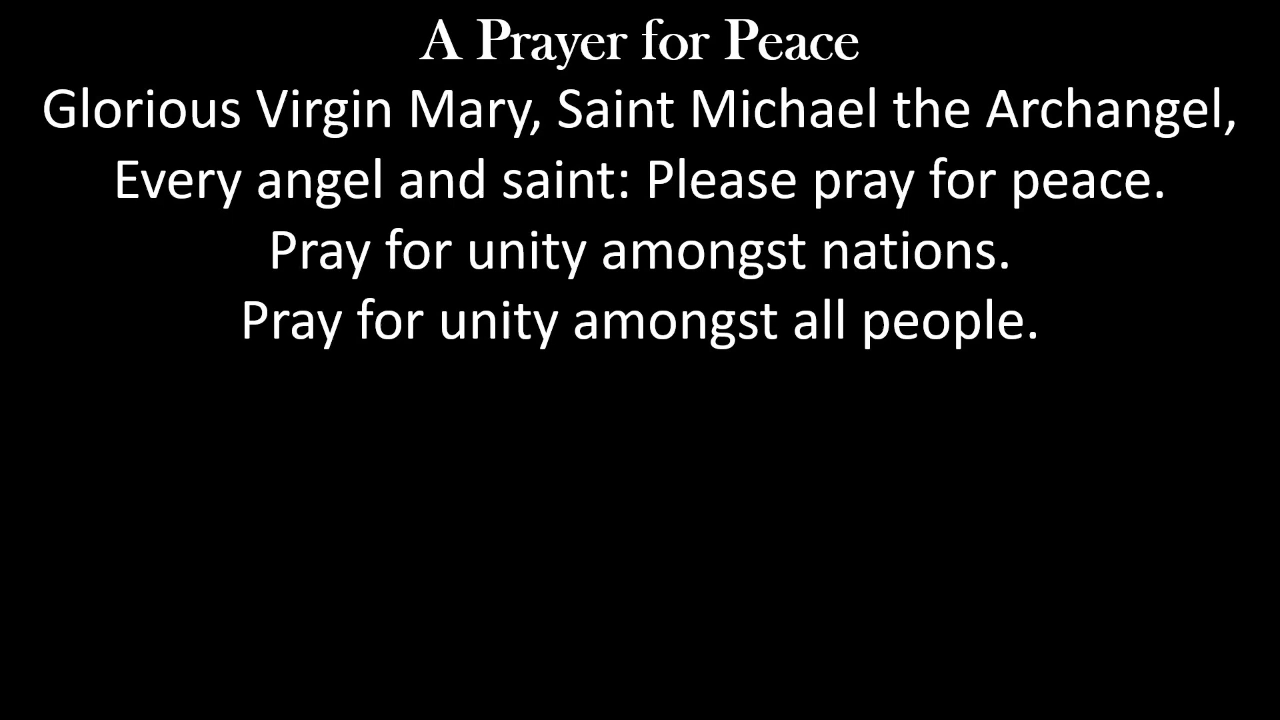 A Prayer for Peace
Glorious Virgin Mary, Saint Michael the Archangel,
Every angel and saint: Please pray for peace.
Pray for unity amongst nations.
Pray for unity amongst all people.